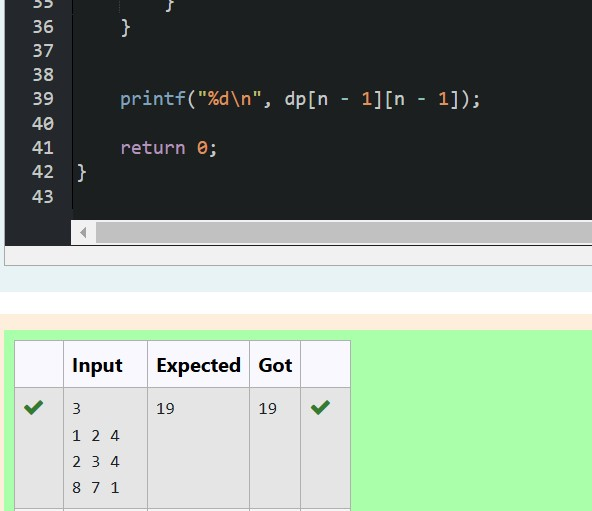 35 }
36 }
37
38
39 printf("%d\n", dp[n - 1][n - 1]);
40
41 return 0;
42 }
43
Input Expected Got
3 19 19
1 2 4
2 3 4
8 7 1